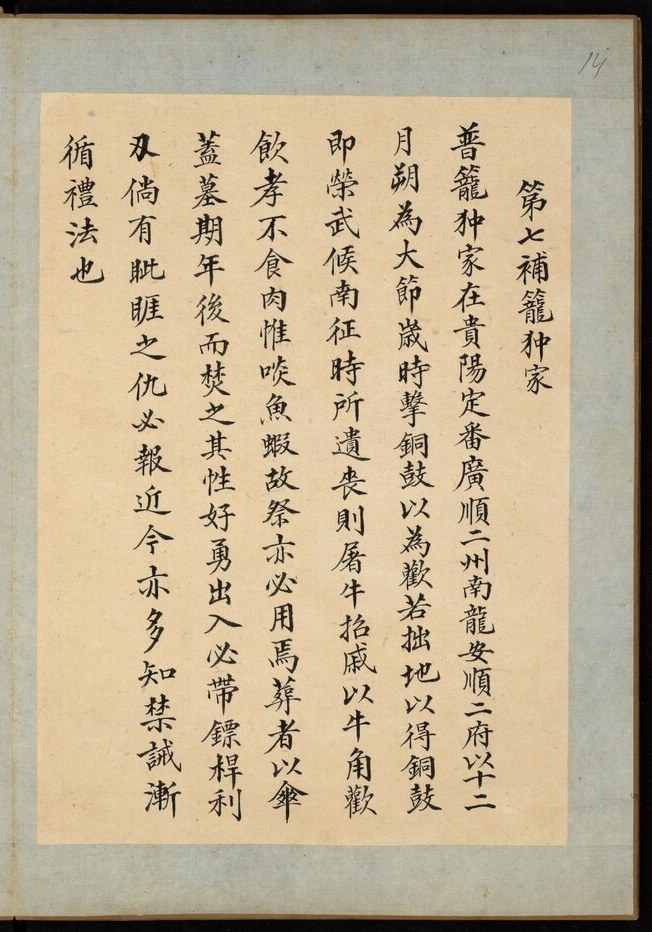 14
第七補籠狆家
普籠狆家在貴陽定番廣順二州南龍安順二府以十二
月朔為大節歲時擊銅鼓以為歡若拙地以得銅鼓
即榮武候南征時所遺喪則屠牛招戚以牛角歡
飲孝不食肉惟啖魚蝦故祭亦必用焉葬者以傘
蓋墓期年後而焚之其性好勇出入必帶鏢桿利
刄倘有眦睚之仇必報近今亦多知禁誡漸
循禮法也